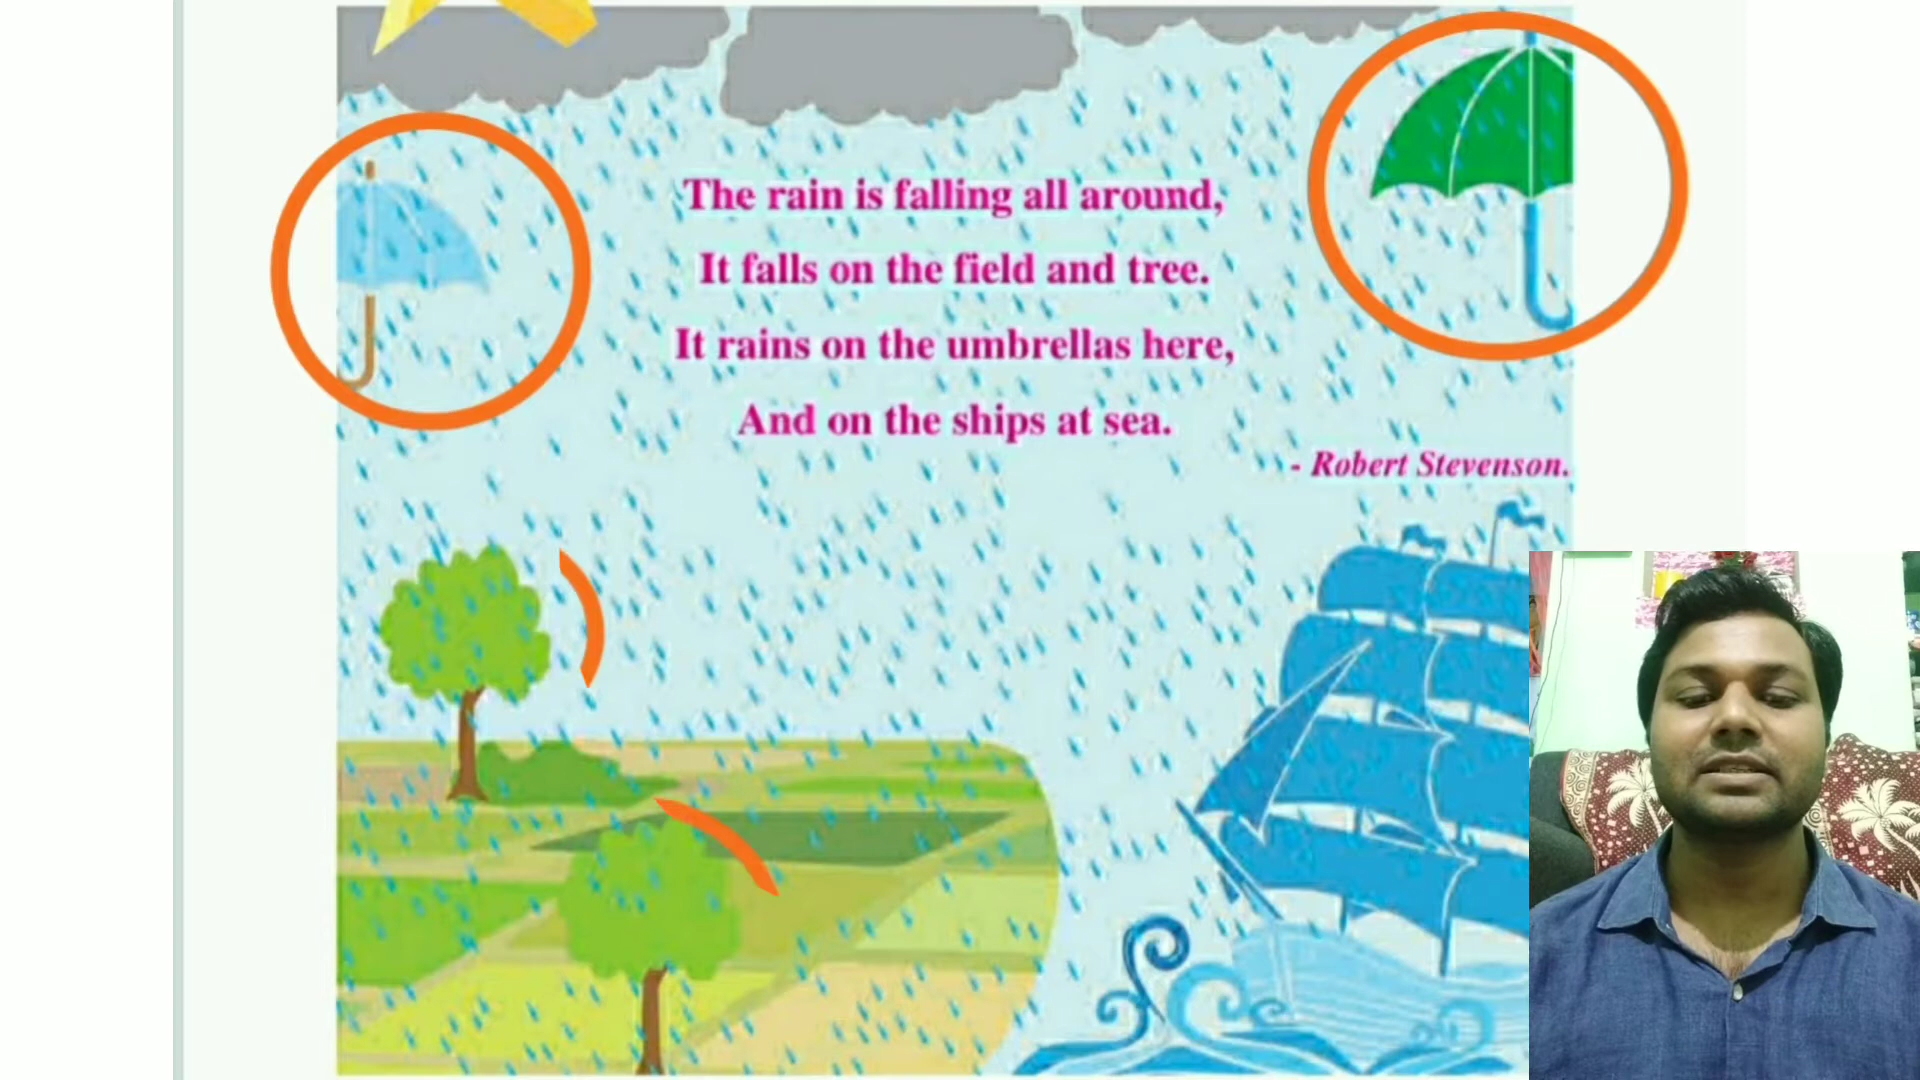 The rain is falling all around,
It falls on the field and tree.
It rains on the umbrellas here,
And on the ships at sea.
- Robert Stevenson.